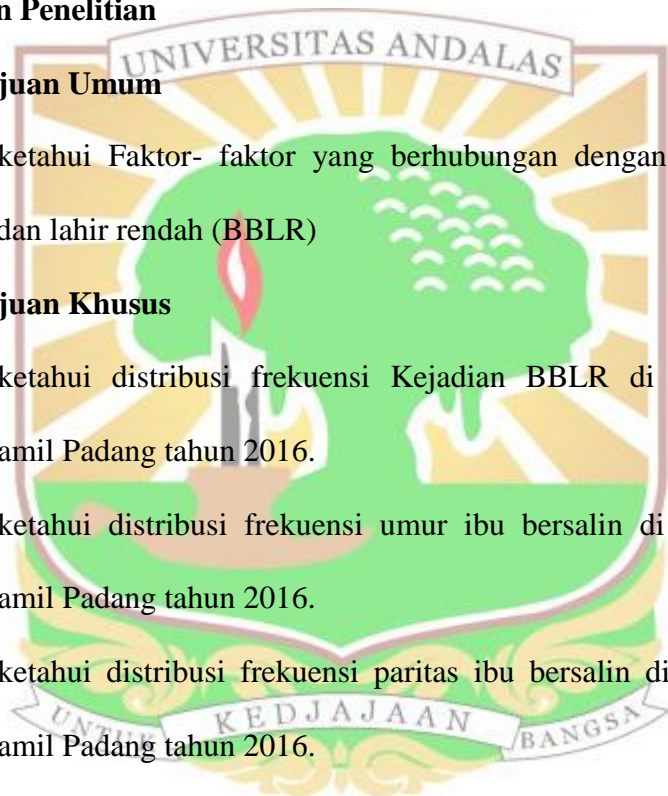 n Penelitian
UNIVERSITAS ANDALAS
juan Umum
ketahui Faktor- faktor yang berhubungan dengan
dan lahir rendah (BBLR)
juan Khusus
ketahui distribusi frekuensi Kejadian BBLR di
amil Padang tahun 2016.
ketahui distribusi frekuensi umur ibu bersalin di
amil Padang tahun 2016.
ketahui distribusi frekuensi paritas ibu bersalin di
UNTUK KEDJAJAAN BANGSA
amil Padang tahun 2016.